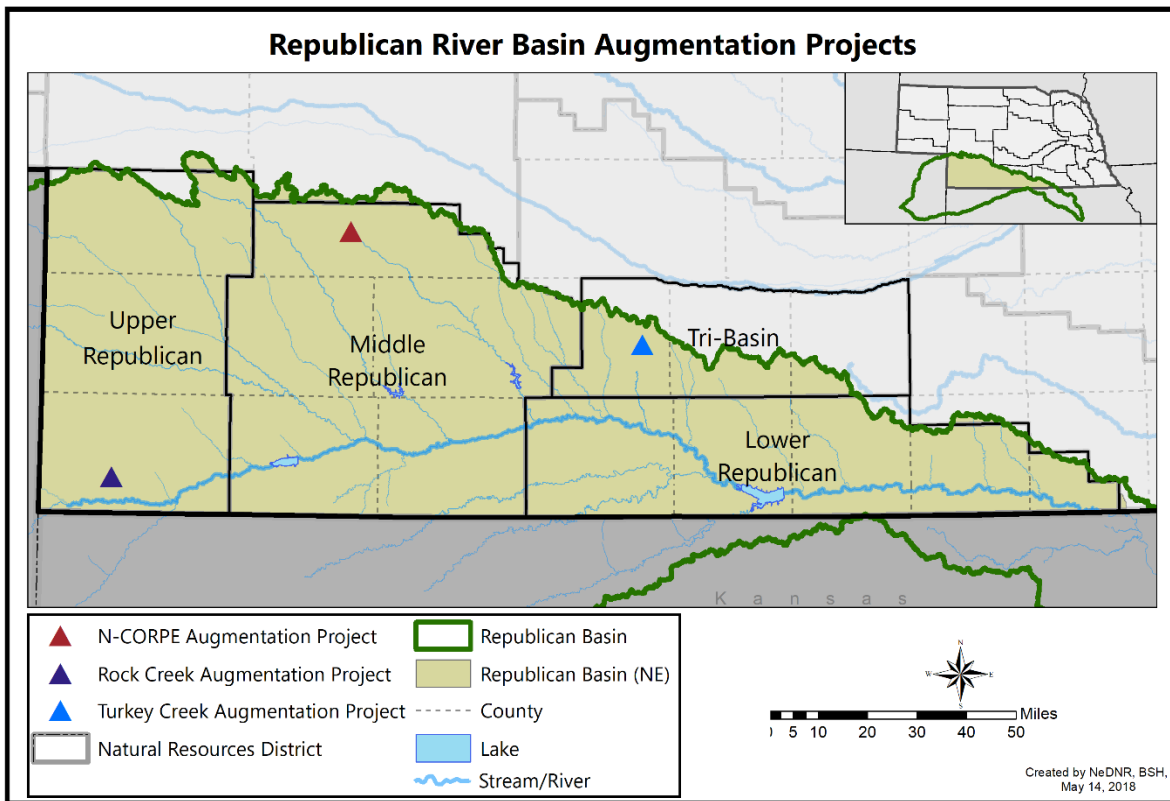 Republican River Basin Augmentation Projects
Upper
Republican
Middle
Republican
Tri-Basin
Lower
Republican
Kansas
N-CORPE Augmentation Project
Rock Creek Augmentation Project
Turkey Creek Augmentation Project
Natural Resources District
Republican Basin
Republican Basin (NE)
County
Lake
Stream/River
N
W
E
S
Miles
5 10 20 30 40 50
Created by NeDNR, BSH,
May 14, 2018